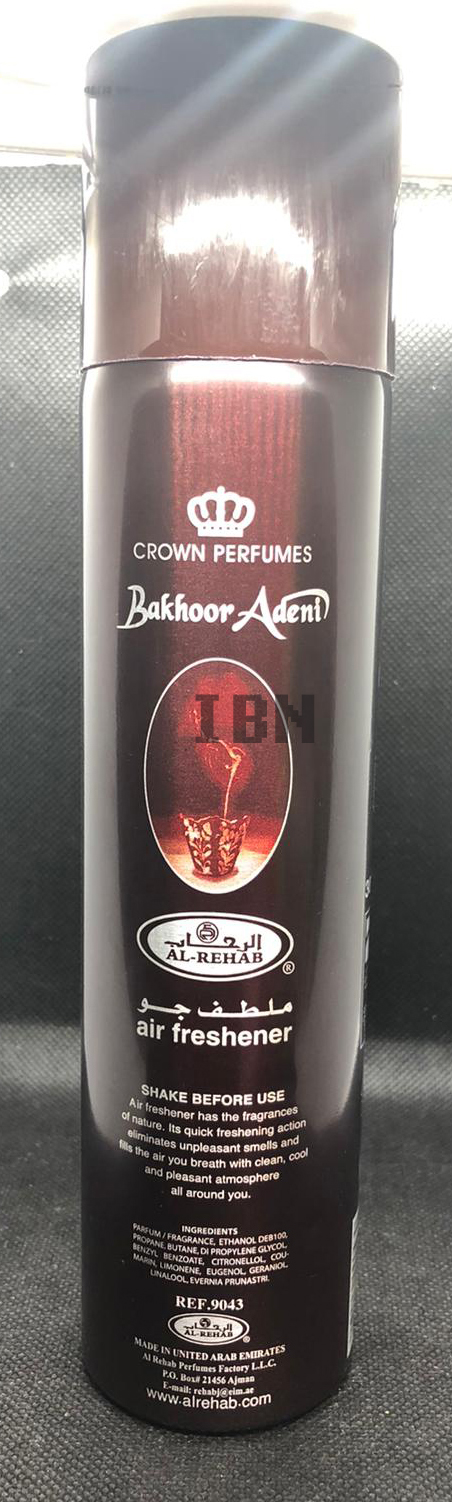 CROWN PERFUMES
Bakhoor Adeni
IBN
الرحاب
AL-REHAB
®
ملطف جو
air freshener
SHAKE BEFORE USE
Air freshener has the fragrances
of nature. Its quick freshening action
eliminates unpleasant smells and
fills the air you breath with clean, cool
and pleasant atmosphere
all around you.
INGREDIENTS
PARFUM / FRAGRANCE, ETHANOL DEB100,
PROPANE, BUTANE, DI PROPYLENE GLYCOL,
BENZYL BENZOATE, CITRONELLOL, COU-
MARIN, LIMONENE, EUGENOL, GERANIOL,
LINALOOL, EVERNIA PRUNASTRI.
REF.9043
الرحاب
AL-REHAB
®
MADE IN UNITED ARAB EMIRATES
Al Rehab Perfumes Factory L.L.C.
P.O. Box# 21456 Ajman
E-mail: rehabj@eim.ae
www.alrehab.com